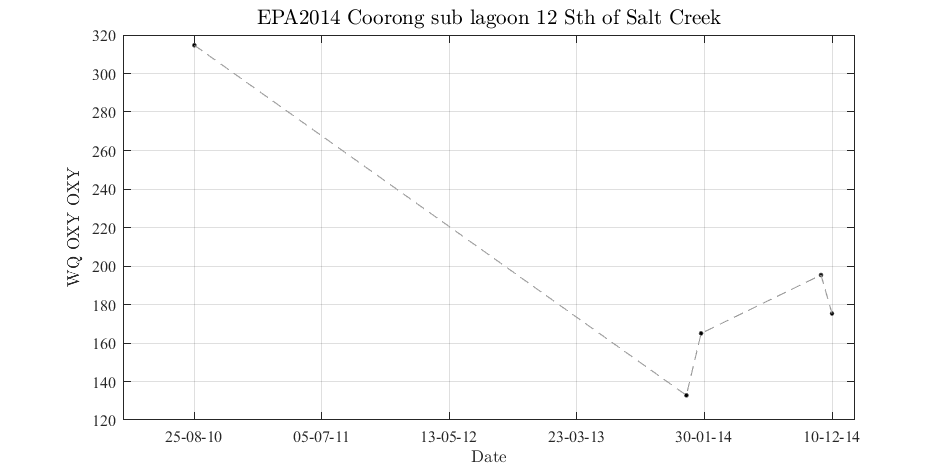 EPA2014 Coorong sub lagoon 12 Sth of Salt Creek
320
300
280
260
240
220
200
180
160
140
120
WQ OXY OXY
25-08-10 05-07-11 13-05-12 23-03-13 30-01-14 10-12-14
Date